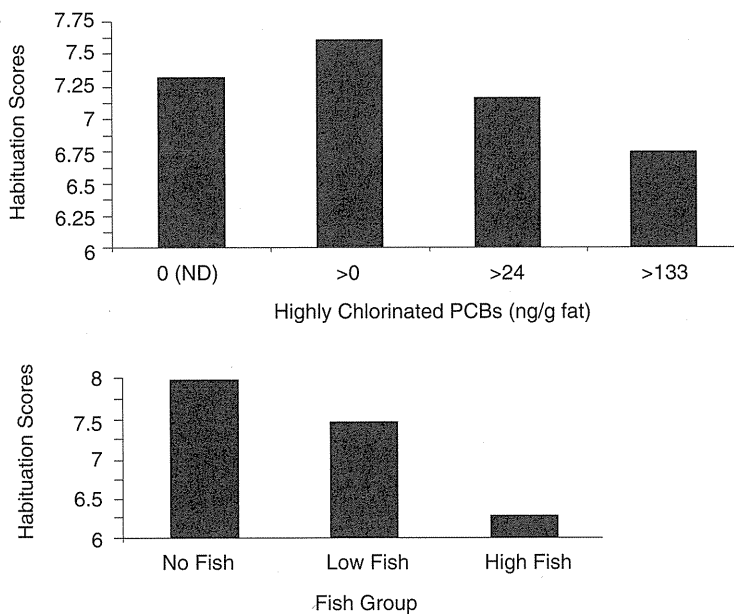 Habituation Scores
7.75
7.5
7.25
7
6.75
6.5
6.25
6
0 (ND) >0 >24 >133
Highly Chlorinated PCBs (ng/g fat)
Habituation Scores
8
7.5
7
6.5
6
No Fish Low Fish High Fish
Fish Group